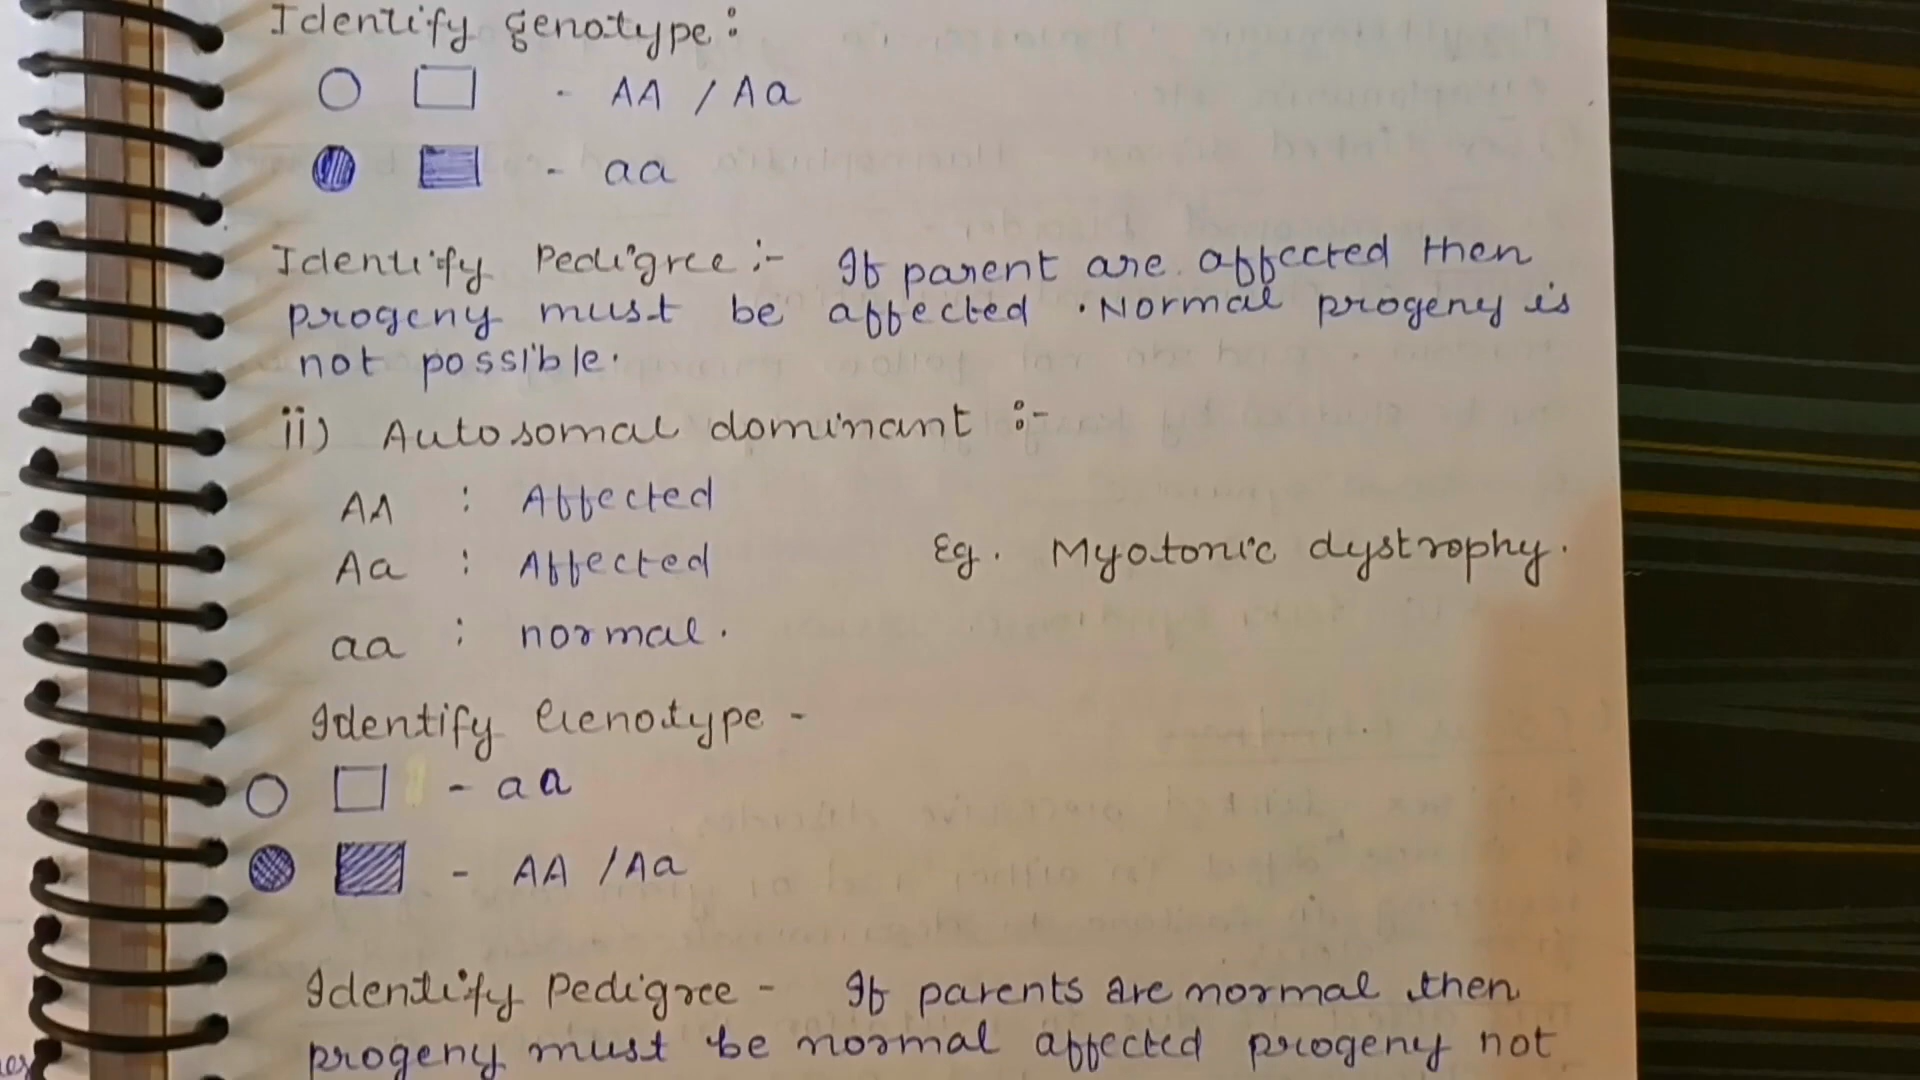 Identify genotype:
- AA / Aa
- aa
Identify Pedigree :- If parent are affected then
progeny must be affected . Normal progeny is
not possible.
ii) Autosomal dominant :-
AA : Affected
Aa : Affected
Eg. Myotonic dystrophy.
aa : normal.
Identify Genotype -
- aa
- AA / Aa
Identify Pedigree - If parents are normal then
progeny must be normal affected progeny not